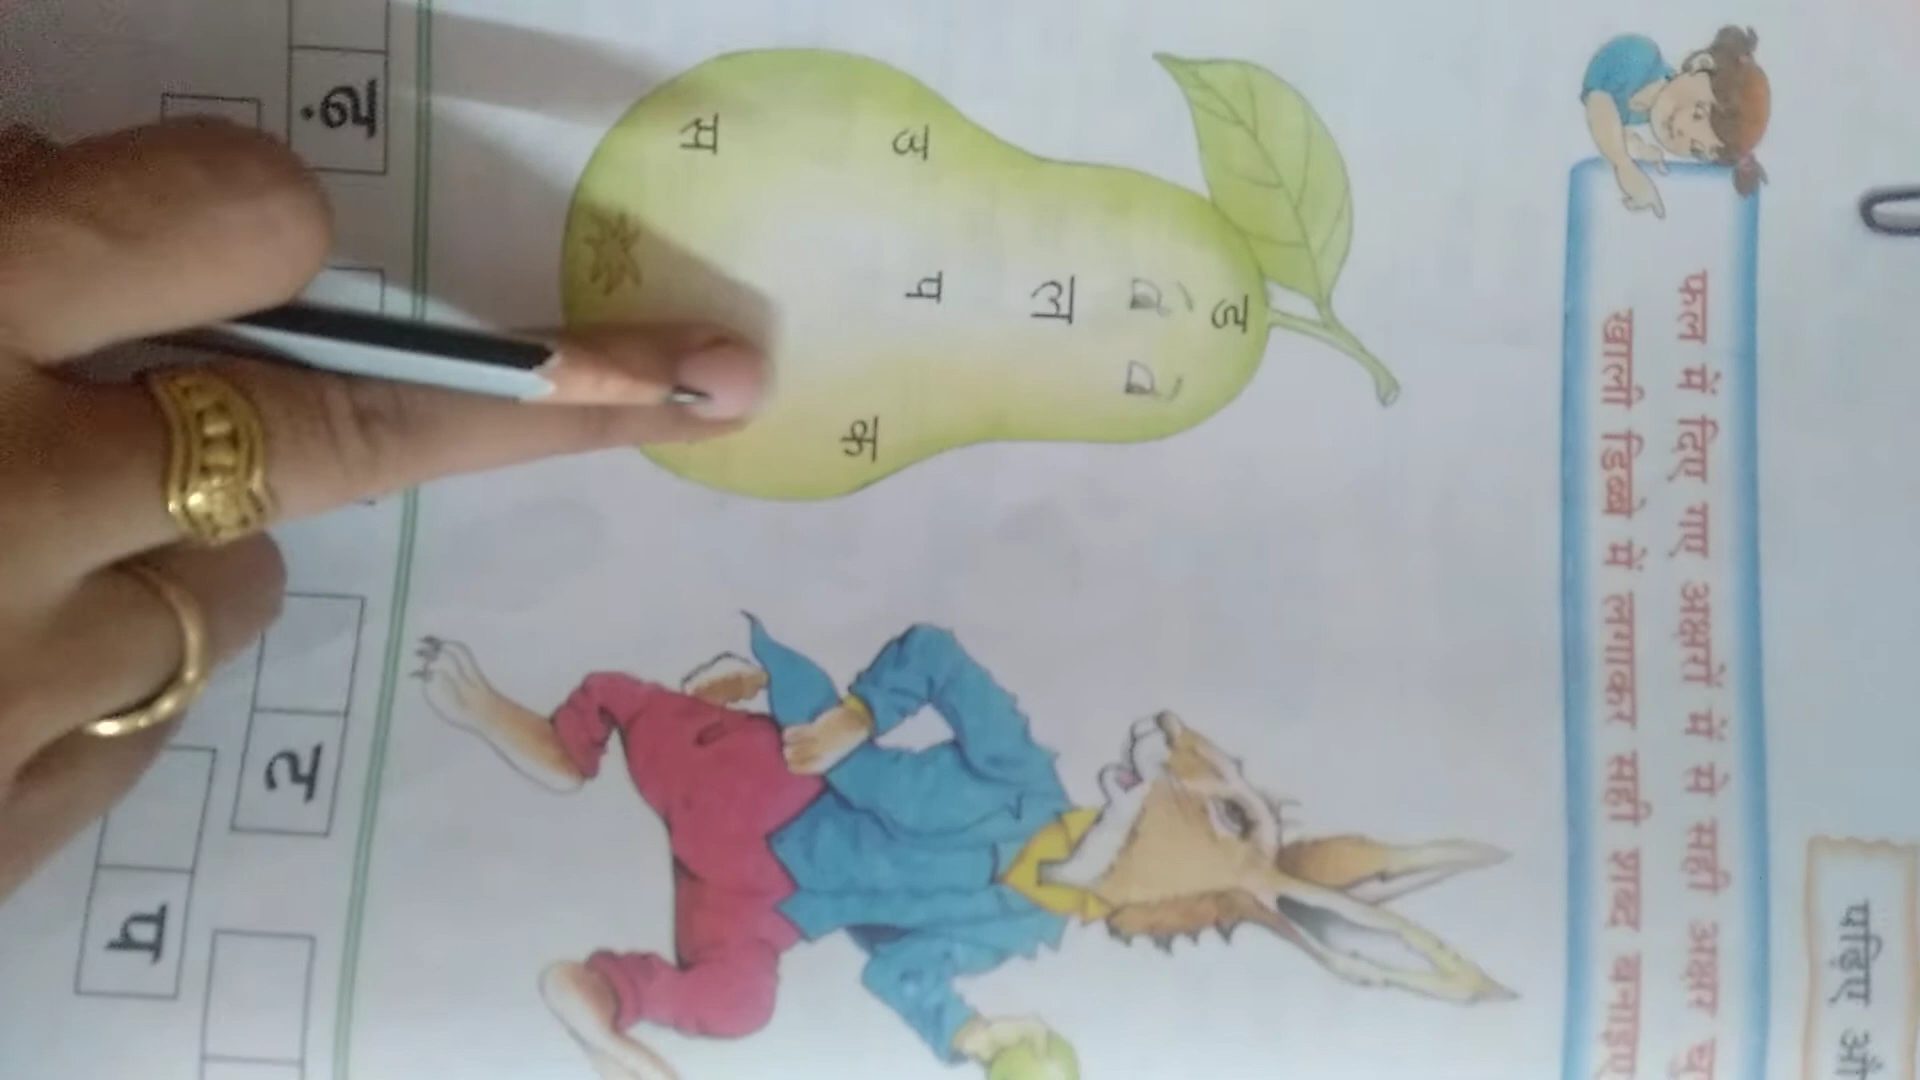 पढ़िए औ
फल में दिए गए अक्षरों में से सही अक्षर चु
खाली डिब्बे में लगाकर सही शब्द बनाइए
ह
ल
उ
प
क
स
ट
प